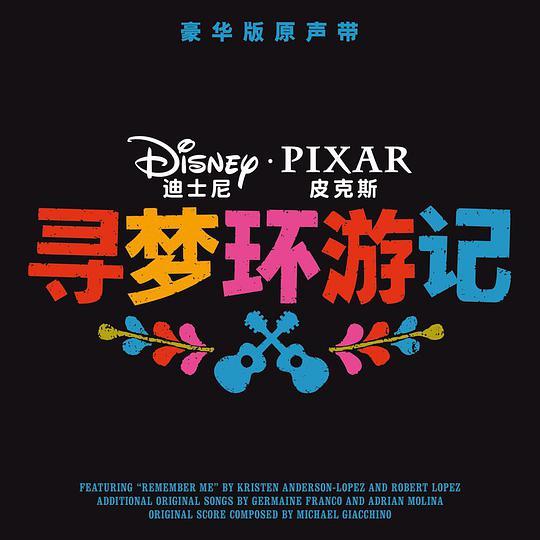 豪华版原声带
Disney · PIXAR
迪士尼 皮克斯
寻梦环游记
FEATURING “REMEMBER ME” BY KRISTEN ANDERSON-LOPEZ AND ROBERT LOPEZ
ADDITIONAL ORIGINAL SONGS BY GERMAINE FRANCO AND ADRIAN MOLINA
ORIGINAL SCORE COMPOSED BY MICHAEL GIACCHINO